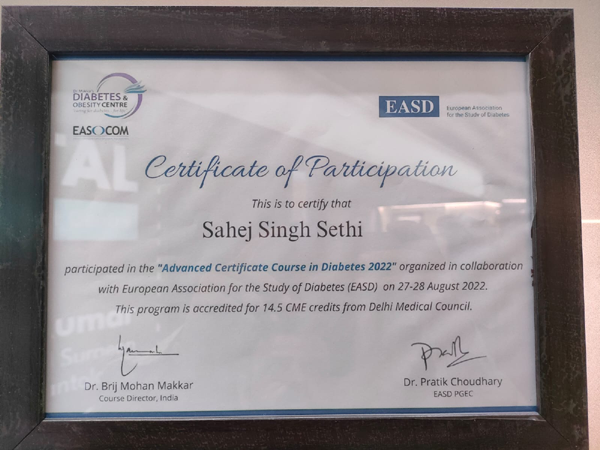 DIABETES &
OBESITY CENTRE
EASOCOM
EASD
European Association
for the Study of Diabetes
Certificate of Participation
This is to certify that
Sahej Singh Sethi
participated in the "Advanced Certificate Course in Diabetes 2022" organized in collaboration
with European Association for the Study of Diabetes (EASD) on 27-28 August 2022.
This program is accredited for 14.5 CME credits from Delhi Medical Council.
Dr. Brij Mohan Makkar
Course Director, India
Dr. Pratik Choudhary
EASD PGEC